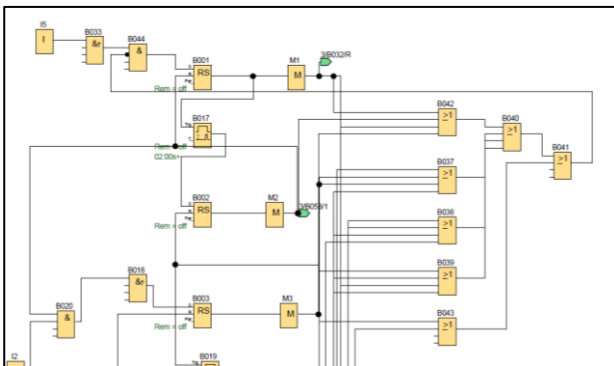 I5
I
B033
&↑
B044
&
B001
RS
Rem = off
M1
M
3/B032/R
B017
Rem = off
02:00s+
B042
≥1
B040
≥1
B041
≥1
B037
≥1
B002
RS
Rem = off
M2
M
3/B058/1
B038
≥1
B018
&↑
B039
≥1
B020
&
B003
RS
Rem = off
M3
M
B043
≥1
I2
B019